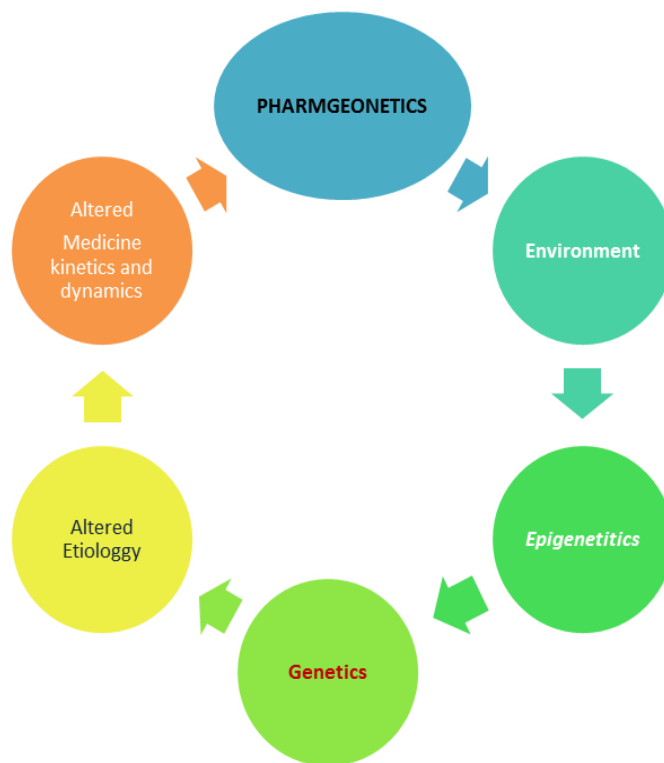 PHARMGEONETICS
Environment
Epigenetitics
Genetics
Altered
Etiologgy
Altered
Medicine
kinetics and
dynamics